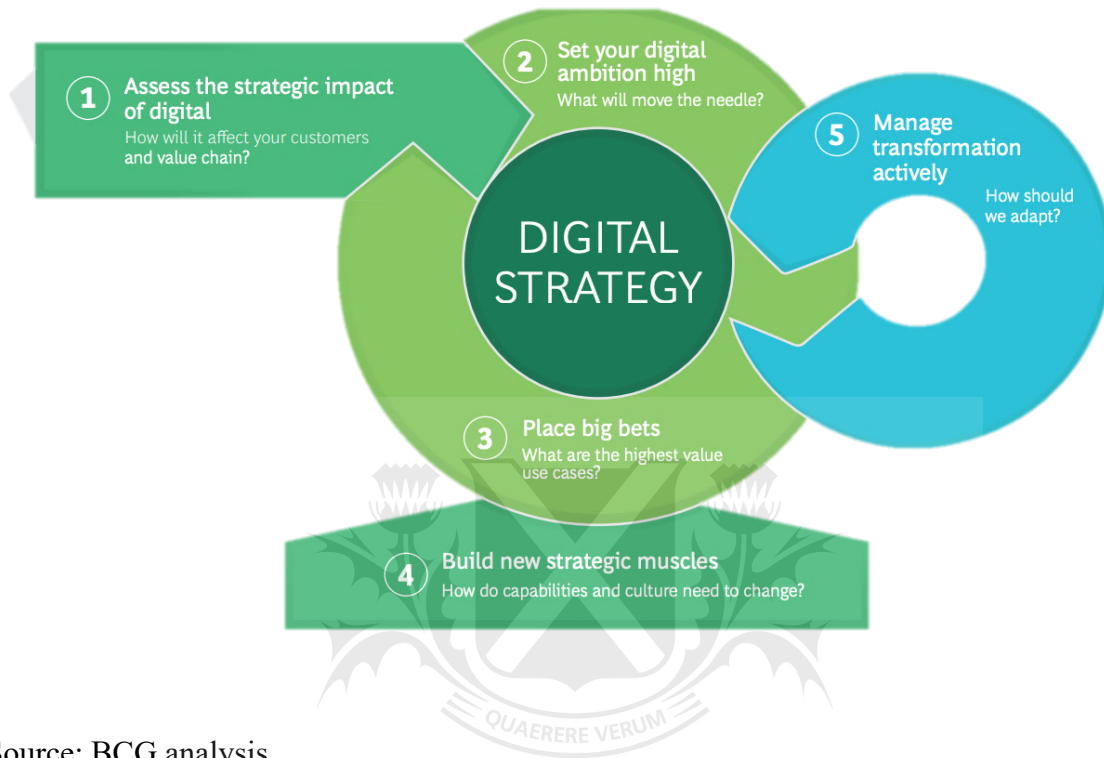 1
Assess the strategic impact
of digital
How will it affect your customers
and value chain?
2
Set your digital
ambition high
What will move the needle?
5
Manage
transformation
actively
How should
we adapt?
DIGITAL
STRATEGY
3
Place big bets
What are the highest value
use cases?
4
Build new strategic muscles
How do capabilities and culture need to change?
QUAERERE VERUM
Source: BCG analysis